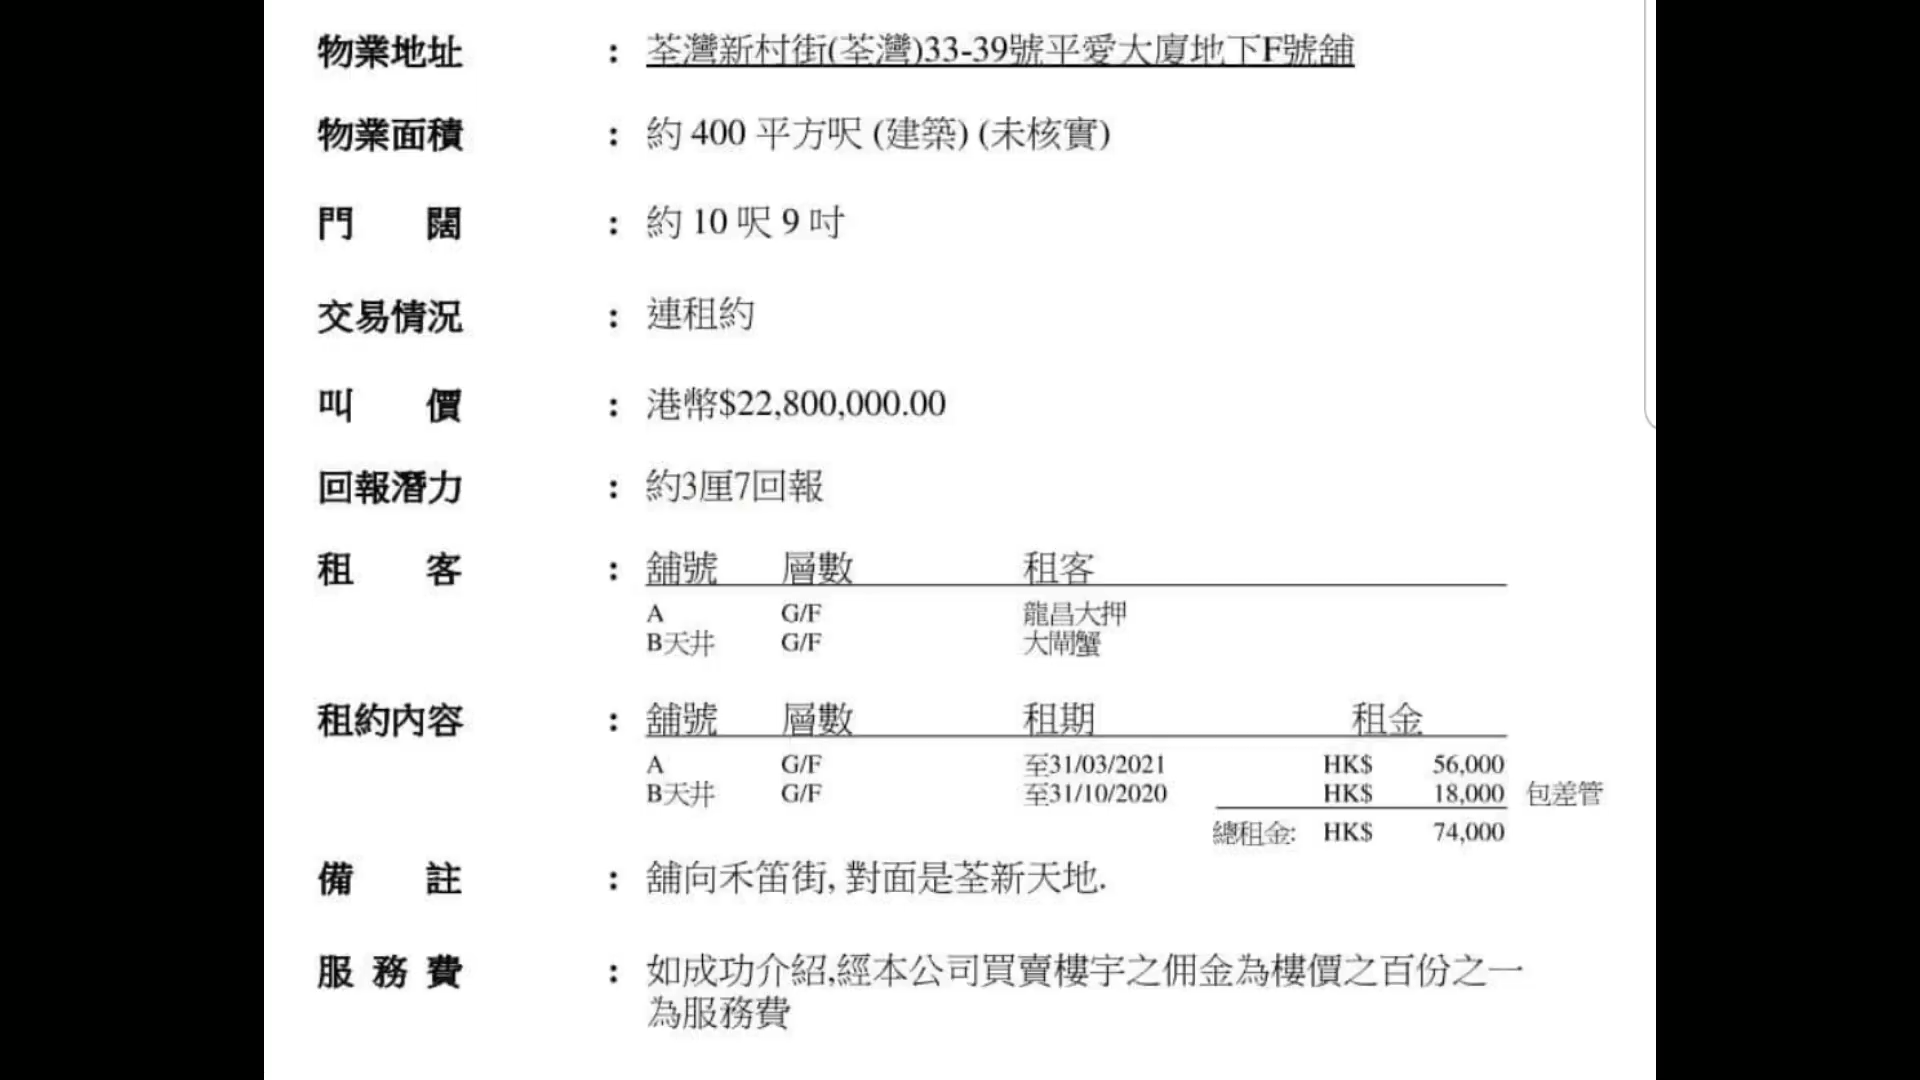 物業地址 : 荃灣新村街(荃灣)33-39號平愛大廈地下F號舖
物業面積 : 約 400 平方呎 (建築) (未核實)
門 闊 : 約 10 呎 9 吋
交易情況 : 連租約
叫 價 : 港幣$22,800,000.00
回報潛力 : 約3厘7回報
租 客 : 舖號 層數 租客
A G/F 龍昌大押
B天井 G/F 大閘蟹
租約內容 : 舖號 層數 租期 租金
A G/F 至31/03/2021 HK$ 56,000
B天井 G/F 至31/10/2020 HK$ 18,000 包差管
總租金: HK$ 74,000
備 註 : 舖向禾笛街, 對面是荃新天地.
服 務 費 : 如成功介紹,經本公司買賣樓宇之佣金為樓價之百份之一
為服務費